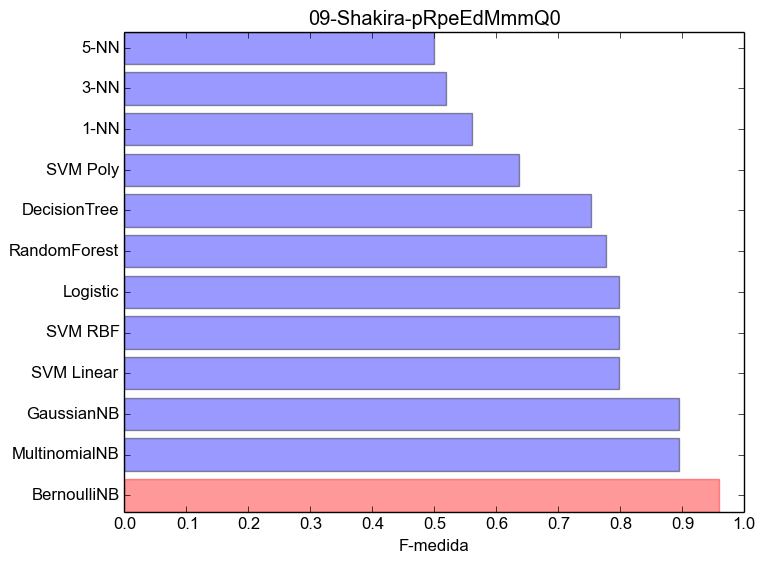 09-Shakira-pRpeEdMmmQ0
5-NN
3-NN
1-NN
SVM Poly
DecisionTree
RandomForest
Logistic
SVM RBF
SVM Linear
GaussianNB
MultinomialNB
BernoulliNB
0.0 0.1 0.2 0.3 0.4 0.5 0.6 0.7 0.8 0.9 1.0
F-medida